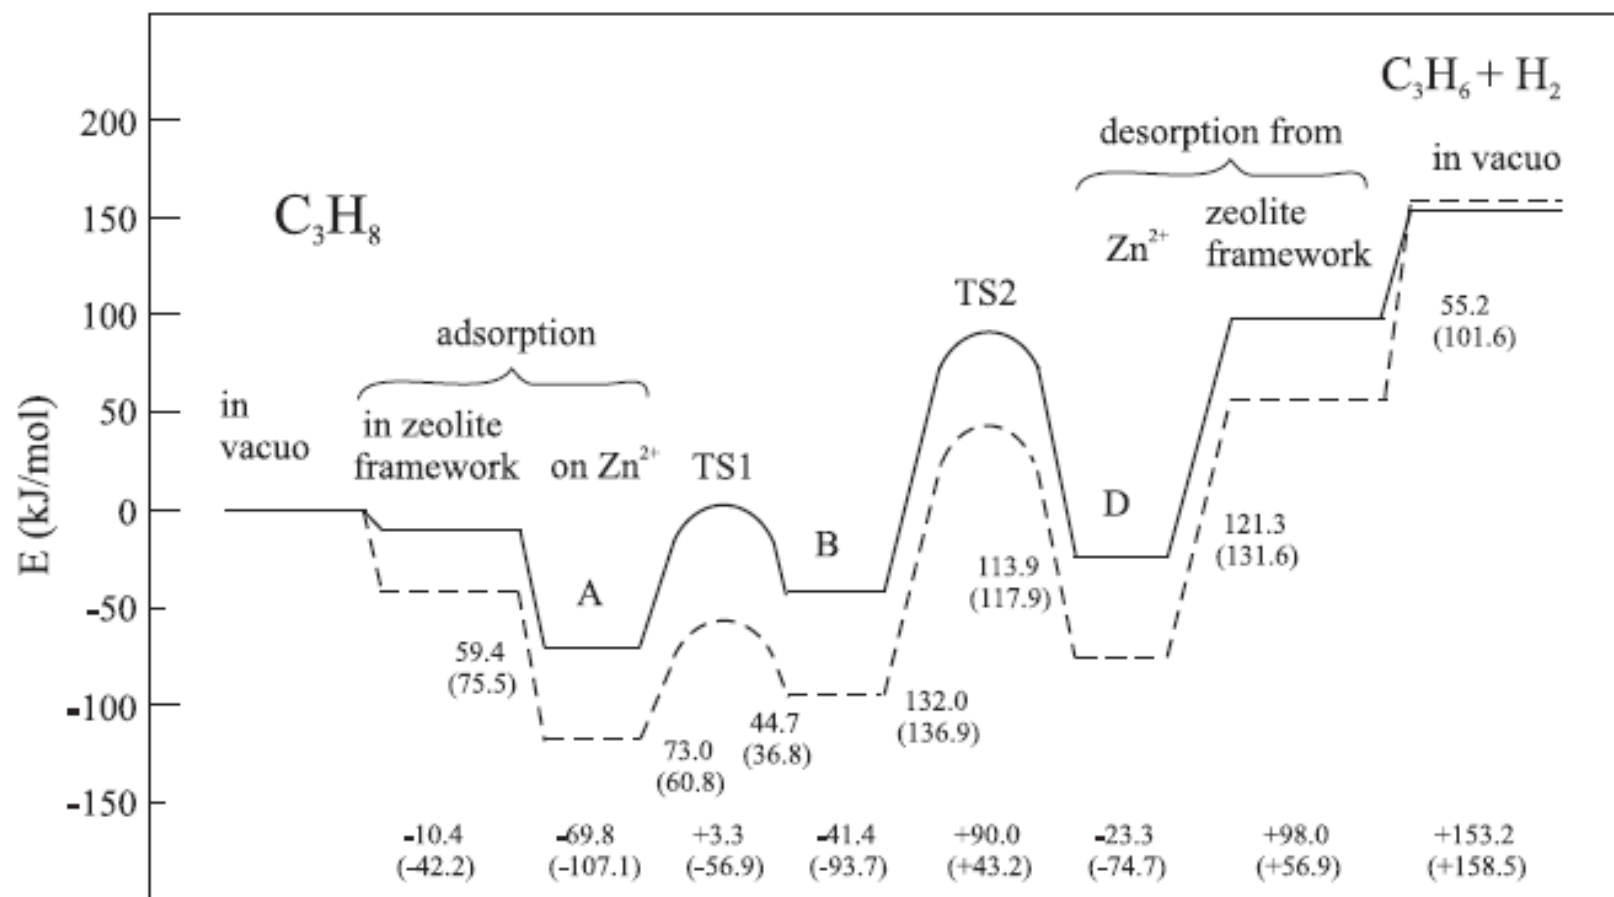 C₃H₆ + H₂
200
desorption from
in vacuo
150
C₃H₈
Zn²⁺
zeolite
framework
100
TS2
55.2
(101.6)
adsorption
50
in
vacuo
in zeolite
framework
on Zn²⁺
TS1
0
B
D
121.3
(131.6)
E (kJ/mol)
113.9
(117.9)
-50
A
59.4
(75.5)
-100
132.0
(136.9)
44.7
(36.8)
73.0
(60.8)
-150
-10.4 -69.8 +3.3 -41.4 +90.0 -23.3 +98.0 +153.2
(-42.2) (-107.1) (-56.9) (-93.7) (+43.2) (-74.7) (+56.9) (+158.5)